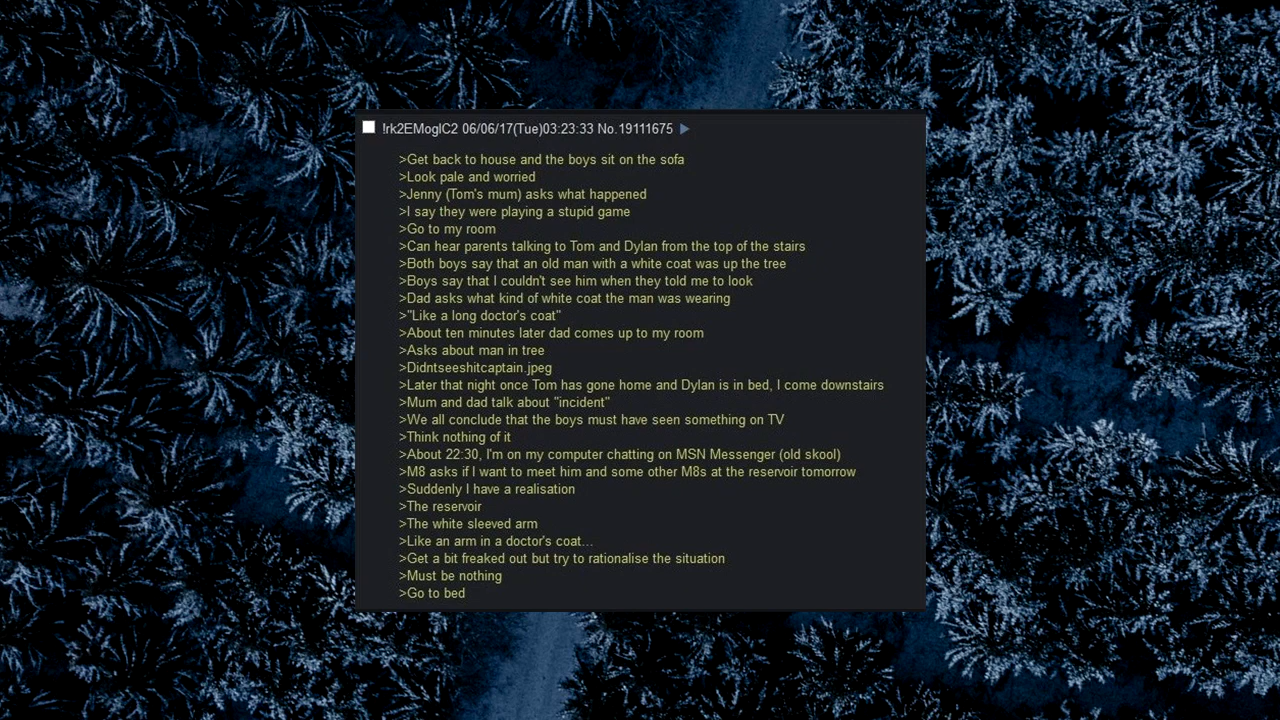 !rk2EMoglC2 06/06/17(Tue)03:23:33 No.19111675
>Get back to house and the boys sit on the sofa
>Look pale and worried
>Jenny (Tom's mum) asks what happened
>I say they were playing a stupid game
>Go to my room
>Can hear parents talking to Tom and Dylan from the top of the stairs
>Both boys say that an old man with a white coat was up the tree
>Boys say that I couldn't see him when they told me to look
>Dad asks what kind of white coat the man was wearing
>"Like a long doctor's coat"
>About ten minutes later dad comes up to my room
>Asks about man in tree
>Didntseeshitcaptain.jpeg
>Later that night once Tom has gone home and Dylan is in bed, I come downstairs
>Mum and dad talk about "incident"
>We all conclude that the boys must have seen something on TV
>Think nothing of it
>About 22:30, I'm on my computer chatting on MSN Messenger (old skool)
>M8 asks if I want to meet him and some other M8s at the reservoir tomorrow
>Suddenly I have a realisation
>The reservoir
>The white sleeved arm
>Like an arm in a doctor's coat...
>Get a bit freaked out but try to rationalise the situation
>Must be nothing
>Go to bed